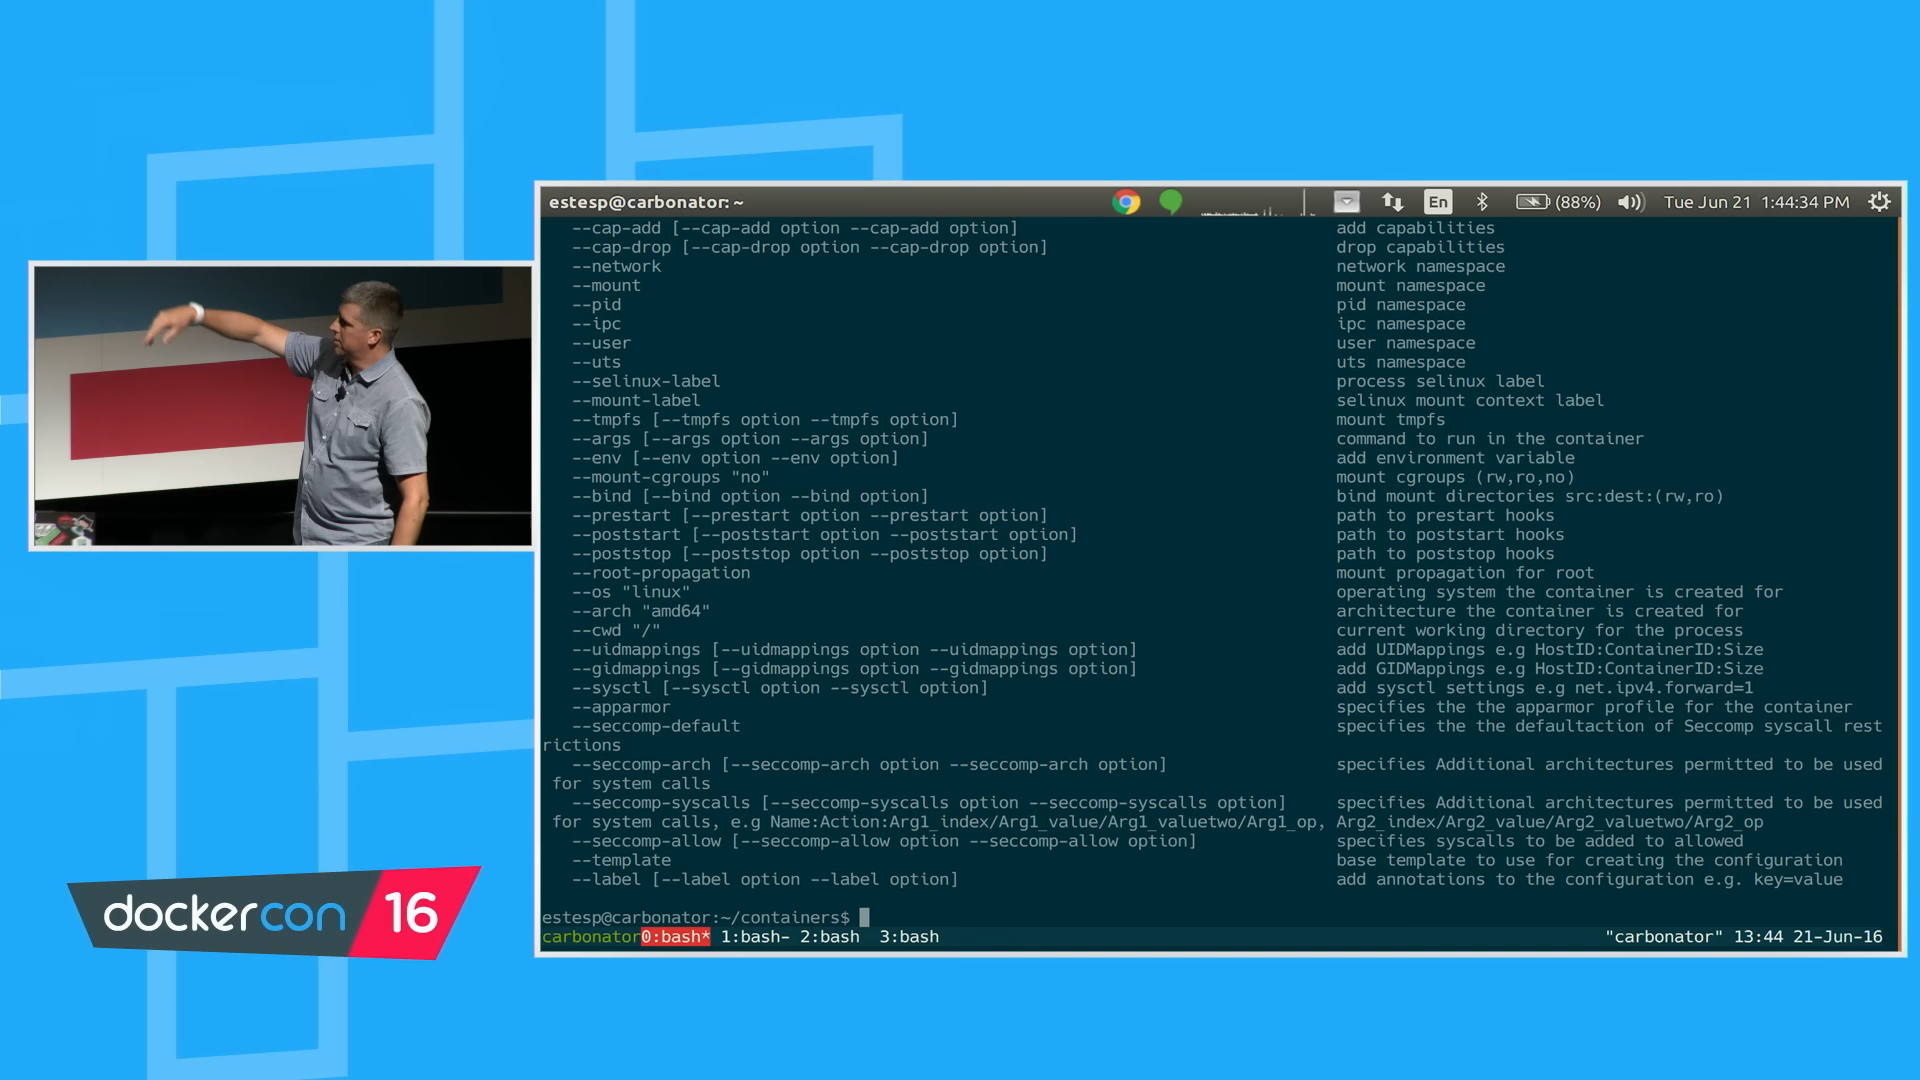 estesp@carbonator: ~ En (88%) Tue Jun 21 1:44:34 PM
--cap-add [--cap-add option --cap-add option] add capabilities
--cap-drop [--cap-drop option --cap-drop option] drop capabilities
--network network namespace
--mount mount namespace
--pid pid namespace
--ipc ipc namespace
--user user namespace
--uts uts namespace
--selinux-label process selinux label
--mount-label selinux mount context label
--tmpfs [--tmpfs option --tmpfs option] mount tmpfs
--args [--args option --args option] command to run in the container
--env [--env option --env option] add environment variable
--mount-cgroups "no" mount cgroups (rw,ro,no)
--bind [--bind option --bind option] bind mount directories src:dest:(rw,ro)
--prestart [--prestart option --prestart option] path to prestart hooks
--poststart [--poststart option --poststart option] path to poststart hooks
--poststop [--poststop option --poststop option] path to poststop hooks
--root-propagation mount propagation for root
--os "linux" operating system the container is created for
--arch "amd64" architecture the container is created for
--cwd "/" current working directory for the process
--uidmappings [--uidmappings option --uidmappings option] add UIDMappings e.g HostID:ContainerID:Size
--gidmappings [--gidmappings option --gidmappings option] add GIDMappings e.g HostID:ContainerID:Size
--sysctl [--sysctl option --sysctl option] add sysctl settings e.g net.ipv4.forward=1
--apparmor specifies the the apparmor profile for the container
--seccomp-default specifies the the defaultaction of Seccomp syscall rest
rictions
--seccomp-arch [--seccomp-arch option --seccomp-arch option] specifies Additional architectures permitted to be used
for system calls
--seccomp-syscalls [--seccomp-syscalls option --seccomp-syscalls option] specifies Additional architectures permitted to be used
for system calls, e.g Name:Action:Arg1_index/Arg1_value/Arg1_valuetwo/Arg1_op, Arg2_index/Arg2_value/Arg2_valuetwo/Arg2_op
--seccomp-allow [--seccomp-allow option --seccomp-allow option] specifies syscalls to be added to allowed
--template base template to use for creating the configuration
--label [--label option --label option] add annotations to the configuration e.g. key=value
estesp@carbonator:~/containers$
carbonator 0:bash* 1:bash- 2:bash 3:bash "carbonator" 13:44 21-Jun-16
dockercon 16